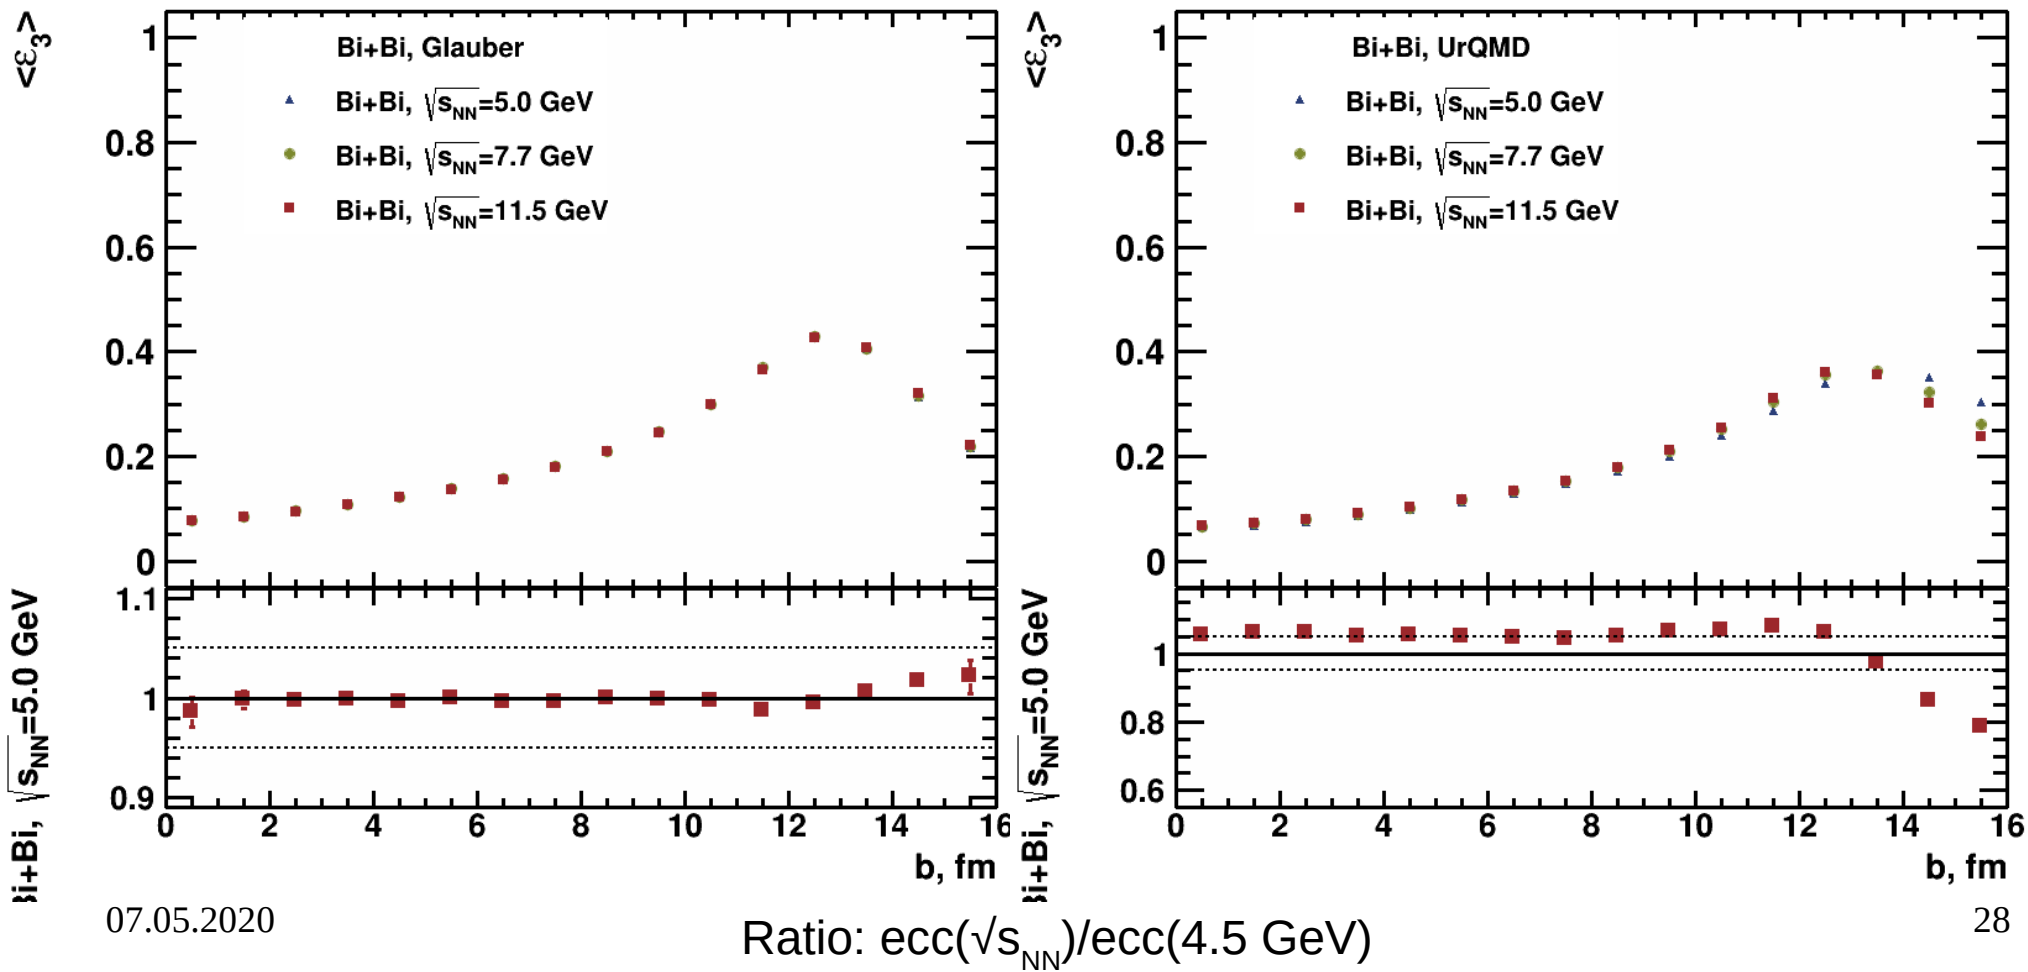 <ε3>
1
0.8
0.6
0.4
0.2
0
Bi+Bi, Glauber
Bi+Bi, √sNN=5.0 GeV
Bi+Bi, √sNN=7.7 GeV
Bi+Bi, √sNN=11.5 GeV
Bi+Bi, √sNN=5.0 GeV
1.1
1
0.9
0 2 4 6 8 10 12 14 16
b, fm
<ε3>
1
0.8
0.6
0.4
0.2
0
Bi+Bi, UrQMD
Bi+Bi, √sNN=5.0 GeV
Bi+Bi, √sNN=7.7 GeV
Bi+Bi, √sNN=11.5 GeV
Bi+Bi, √sNN=5.0 GeV
1
0.8
0.6
0 2 4 6 8 10 12 14 16
b, fm
07.05.2020
Ratio: ecc(√sNN)/ecc(4.5 GeV)
28